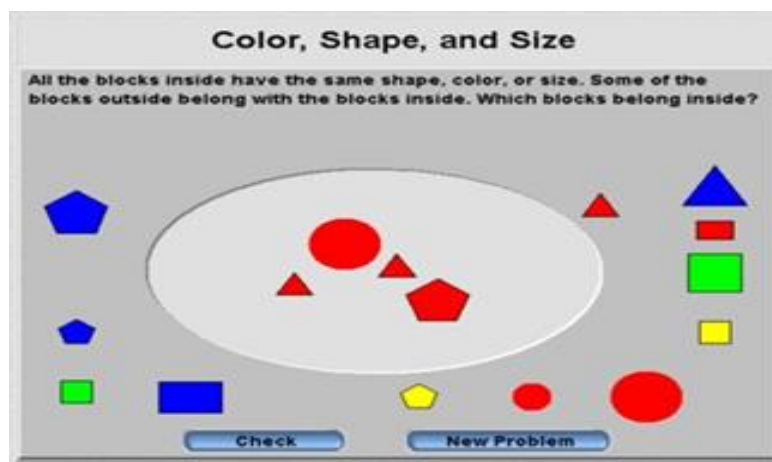 Color, Shape, and Size
All the blocks inside have the same shape, color, or size. Some of the
blocks outside belong with the blocks inside. Which blocks belong inside?
Check
New Problem